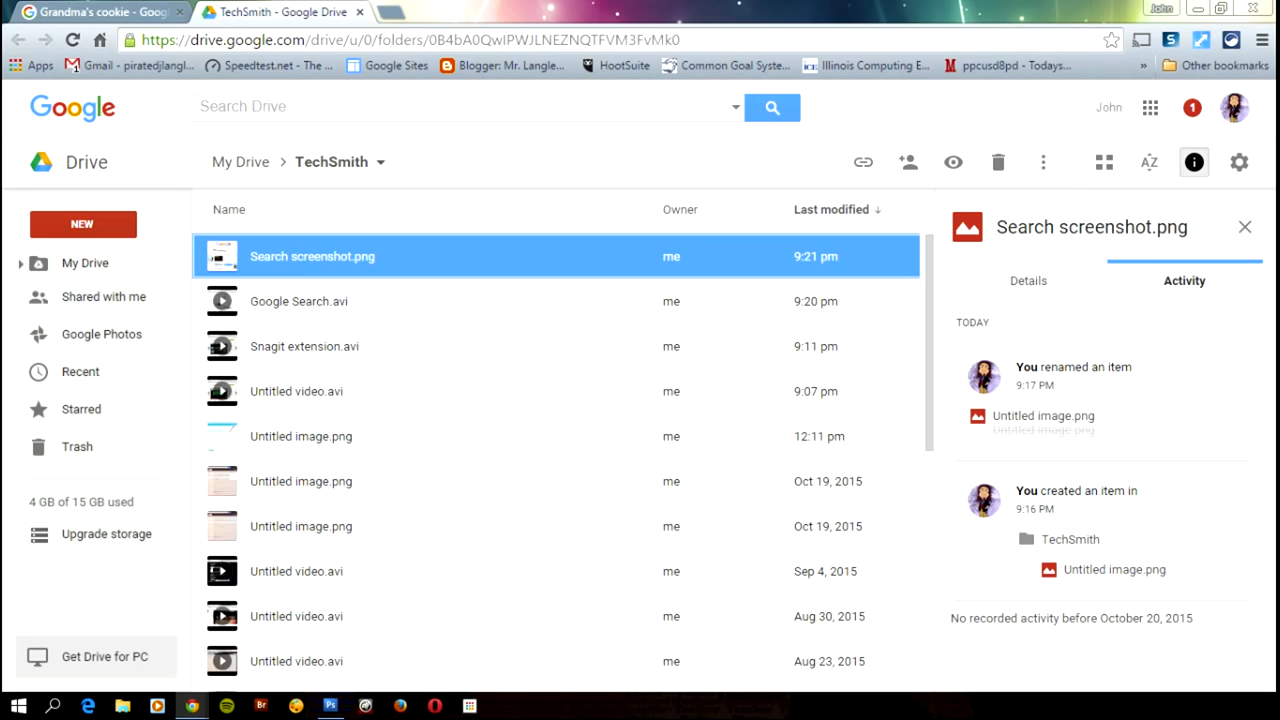 Grandma's cookie - Goog
TechSmith - Google Drive
John
https://drive.google.com/drive/u/0/folders/0B4bA0QwIPWJLNEZNQTFVM3FvMk0
Apps
Gmail - piratedjlangl...
Speedtest.net - The ...
Google Sites
Blogger: Mr. Langle...
HootSuite
Common Goal System...
Illinois Computing E...
ppcusd8pd - Todays...
»
Other bookmarks
Google
Search Drive
John
1
Drive
My Drive > TechSmith
AZ
NEW
Name
Owner
Last modified
Search screenshot.png
My Drive
Search screenshot.png me 9:21 pm
Details
Activity
Shared with me
Google Search.avi me 9:20 pm
TODAY
Google Photos
Snagit extension.avi me 9:11 pm
You renamed an item
9:17 PM
Recent
Untitled video.avi me 9:07 pm
Untitled image.png
Untitled image.png
Starred
Untitled image.png me 12:11 pm
Trash
Untitled image.png me Oct 19, 2015
You created an item in
9:16 PM
4 GB of 15 GB used
Untitled image.png me Oct 19, 2015
TechSmith
Upgrade storage
Untitled video.avi me Sep 4, 2015
Untitled image.png
Untitled video.avi me Aug 30, 2015
No recorded activity before October 20, 2015
Get Drive for PC
Untitled video.avi me Aug 23, 2015
Br
Ps